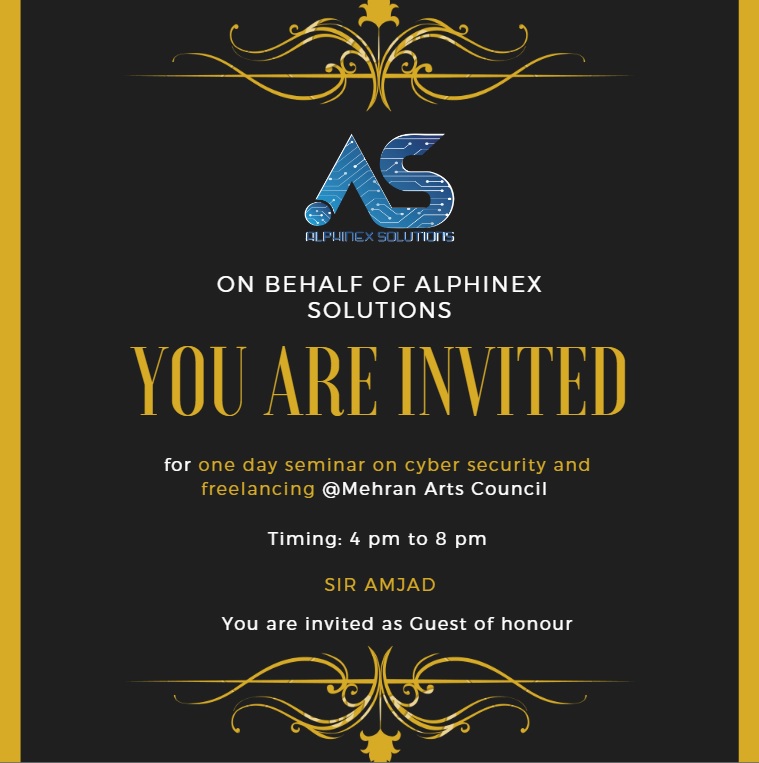 AS
ALPHINEX SOLUTIONS
ON BEHALF OF ALPHINEX
SOLUTIONS
YOU ARE INVITED
for one day seminar on cyber security and
freelancing @Mehran Arts Council
Timing: 4 pm to 8 pm
SIR AMJAD
You are invited as Guest of honour